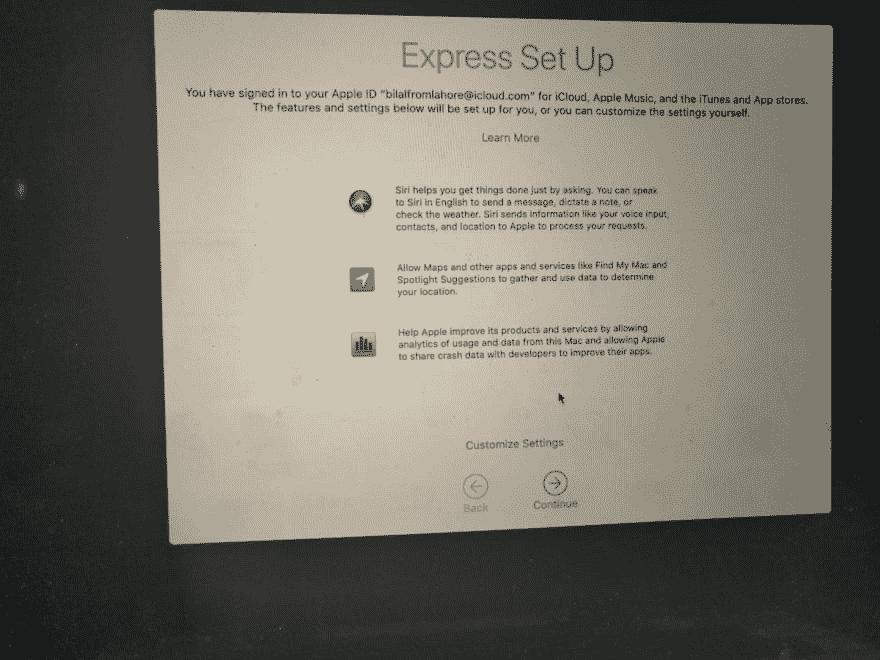 Express Set Up
You have signed in to your Apple ID "bilalfromlahore@icloud.com" for iCloud, Apple Music, and the iTunes and App stores.
The features and settings below will be set up for you, or you can customize the settings yourself.
Learn More
Siri helps you get things done just by asking. You can speak
to Siri in English to send a message, dictate a note, or
check the weather. Siri sends information like your voice input,
contacts, and location to Apple to process your requests.
Allow Maps and other apps and services like Find My Mac and
Spotlight Suggestions to gather and use data to determine
your location.
Help Apple improve its products and services by allowing
analytics of usage and data from this Mac and allowing Apple
to share crash data with developers to improve their apps.
Customize Settings
Back
Continue